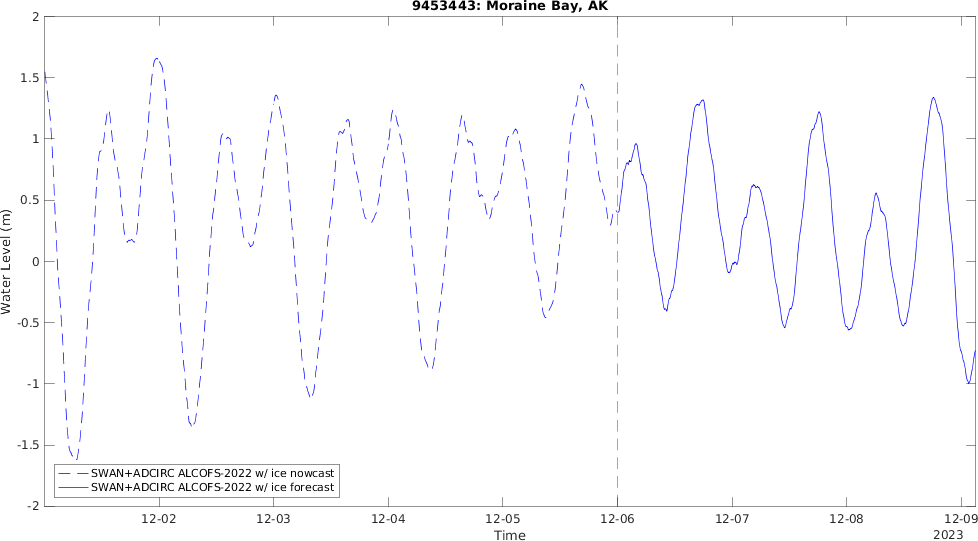 9453443: Moraine Bay, AK
Water Level (m)
2
1.5
1
0.5
0
-0.5
-1
-1.5
-2
SWAN+ADCIRC ALCOFS-2022 w/ ice nowcast
SWAN+ADCIRC ALCOFS-2022 w/ ice forecast
12-02 12-03 12-04 12-05 12-06 12-07 12-08 12-09
Time
2023